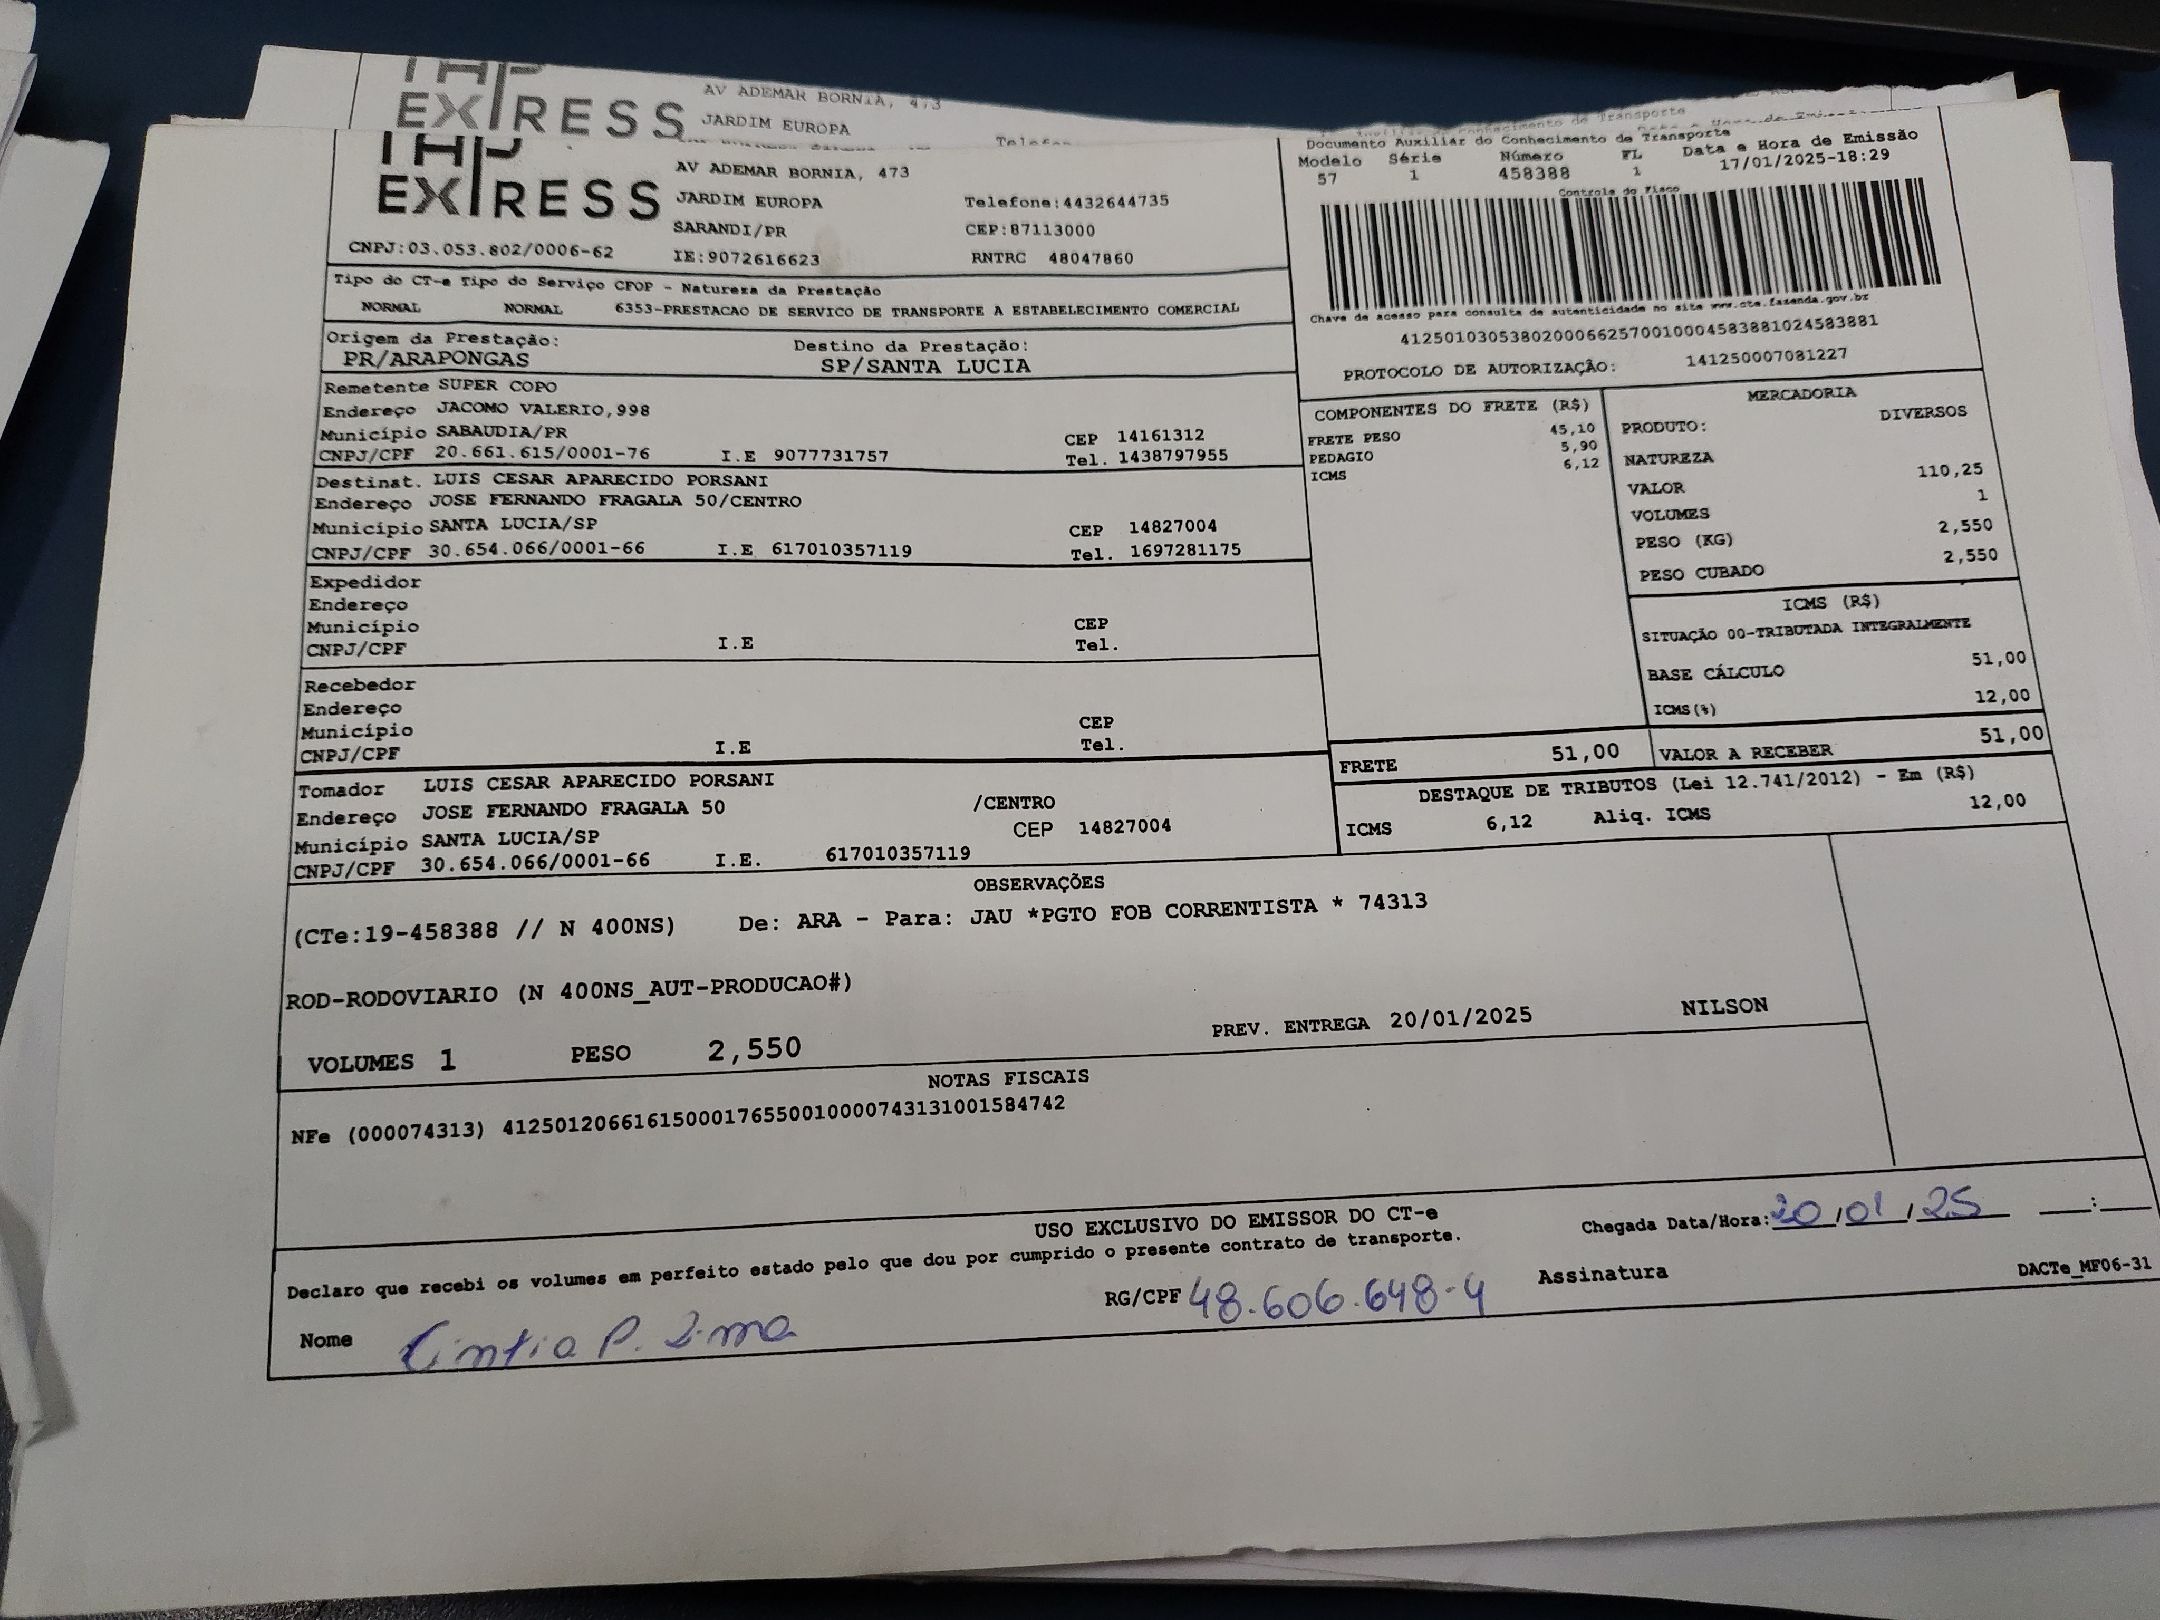 EXPRESS
AV ADEMAR BORNIA, 473
JARDIM EUROPA
EXPRESS
AV ADEMAR BORNIA, 473
JARDIM EUROPA Telefone:4432644735
SARANDI/PR CEP:87113000
CNPJ:03.053.802/0006-62 IE:9072616623 RNTRC 48047860
Documento Auxiliar do Conhecimento de Transporte
Modelo Série Número FL Data e Hora de Emissão
57 1 458388 1 17/01/2025-18:29
Controle do Fisco
Chave de acesso para consulta de autenticidade no site www.cte.fazenda.gov.br
41250103053802000662570010004583881024583881
PROTOCOLO DE AUTORIZAÇÃO: 141250007081227
Tipo do CT-e Tipo do Serviço CFOP - Natureza da Prestação
NORMAL NORMAL 6353-PRESTACAO DE SERVICO DE TRANSPORTE A ESTABELECIMENTO COMERCIAL
Origem da Prestação: Destino da Prestação:
PR/ARAPONGAS SP/SANTA LUCIA
Remetente SUPER COPO
Endereço JACOMO VALERIO,998
Município SABAUDIA/PR CEP 14161312
CNPJ/CPF 20.661.615/0001-76 I.E 9077731757 Tel. 1438797955
Destinat. LUIS CESAR APARECIDO PORSANI
Endereço JOSE FERNANDO FRAGALA 50/CENTRO
Município SANTA LUCIA/SP CEP 14827004
CNPJ/CPF 30.654.066/0001-66 I.E 617010357119 Tel. 1697281175
Expedidor
Endereço
Município CEP
CNPJ/CPF I.E Tel.
Recebedor
Endereço
Município CEP
CNPJ/CPF I.E Tel.
Tomador LUIS CESAR APARECIDO PORSANI
Endereço JOSE FERNANDO FRAGALA 50 /CENTRO
Município SANTA LUCIA/SP CEP 14827004
CNPJ/CPF 30.654.066/0001-66 I.E. 617010357119
COMPONENTES DO FRETE (R$)
FRETE PESO 45,10
PEDAGIO 5,90
ICMS 6,12
MERCADORIA
PRODUTO: DIVERSOS
NATUREZA
VALOR 110,25
VOLUMES 1
PESO (KG) 2,550
PESO CUBADO 2,550
ICMS (R$)
SITUAÇÃO 00-TRIBUTADA INTEGRALMENTE
BASE CÁLCULO 51,00
ICMS(%) 12,00
FRETE 51,00 VALOR A RECEBER 51,00
DESTAQUE DE TRIBUTOS (Lei 12.741/2012) - Em (R$)
ICMS 6,12 Aliq. ICMS 12,00
OBSERVAÇÕES
(CTe:19-458388 // N 400NS) De: ARA - Para: JAU *PGTO FOB CORRENTISTA * 74313
ROD-RODOVIARIO (N 400NS_AUT-PRODUCAO#)
VOLUMES 1 PESO 2,550 PREV. ENTREGA 20/01/2025 NILSON
NOTAS FISCAIS
NFe (000074313) 41250120661615000176550010000743131001584742
USO EXCLUSIVO DO EMISSOR DO CT-e
Declaro que recebi os volumes em perfeito estado pelo que dou por cumprido o presente contrato de transporte.
Chegada Data/Hora: 20/01/25 __:__
Nome Cintia P. Lima RG/CPF 48.606.648-4 Assinatura
DACTe_MF06-31